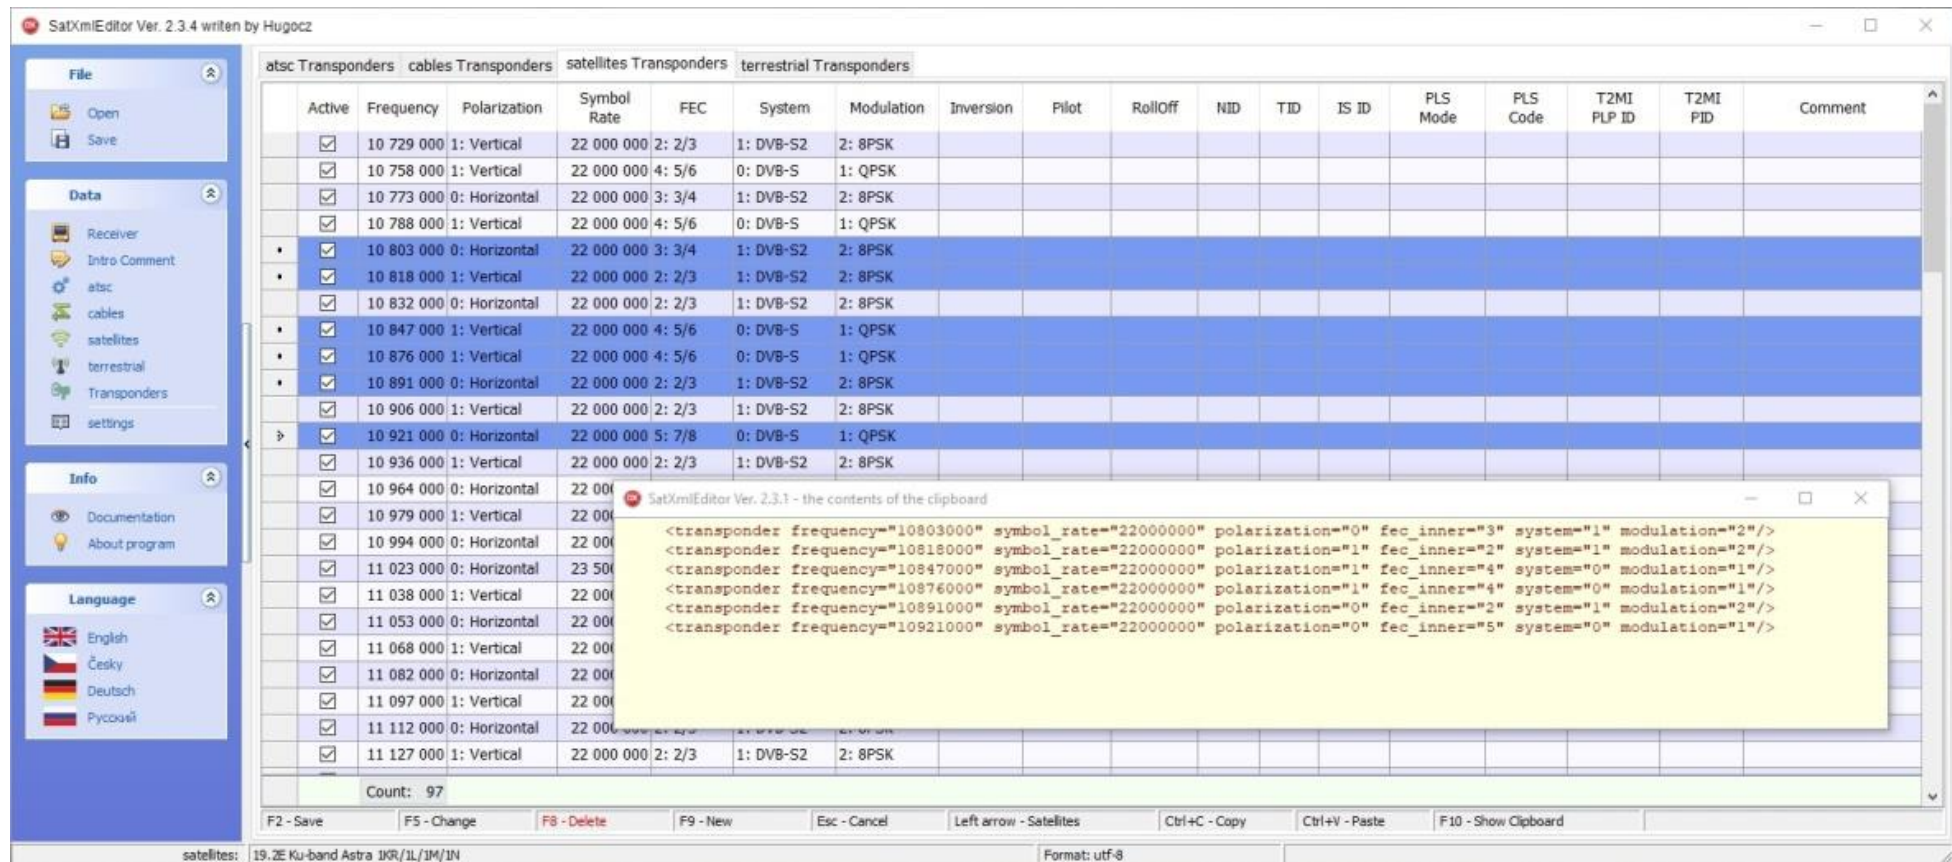 SatXmlEditor Ver. 2.3.4 writen by Hugocz
File
Open
Save
Data
Receiver
Intro Comment
atsc
cables
satellites
terrestrial
Transponders
settings
Info
Documentation
About program
Language
English
Česky
Deutsch
Русский
atsc Transponders cables Transponders satellites Transponders terrestrial Transponders
Active Frequency Polarization Symbol Rate FEC System Modulation Inversion Pilot RollOff NID TID IS ID PLS Mode PLS Code T2MI PLP ID T2MI PID Comment
10 729 000 1: Vertical 22 000 000 2: 2/3 1: DVB-S2 2: 8PSK
10 758 000 1: Vertical 22 000 000 4: 5/6 0: DVB-S 1: QPSK
10 773 000 0: Horizontal 22 000 000 3: 3/4 1: DVB-S2 2: 8PSK
10 788 000 1: Vertical 22 000 000 4: 5/6 0: DVB-S 1: QPSK
10 803 000 0: Horizontal 22 000 000 3: 3/4 1: DVB-S2 2: 8PSK
10 818 000 1: Vertical 22 000 000 2: 2/3 1: DVB-S2 2: 8PSK
10 832 000 0: Horizontal 22 000 000 2: 2/3 1: DVB-S2 2: 8PSK
10 847 000 1: Vertical 22 000 000 4: 5/6 0: DVB-S 1: QPSK
10 876 000 1: Vertical 22 000 000 4: 5/6 0: DVB-S 1: QPSK
10 891 000 0: Horizontal 22 000 000 2: 2/3 1: DVB-S2 2: 8PSK
10 906 000 1: Vertical 22 000 000 2: 2/3 1: DVB-S2 2: 8PSK
10 921 000 0: Horizontal 22 000 000 5: 7/8 0: DVB-S 1: QPSK
10 936 000 1: Vertical 22 000 000 2: 2/3 1: DVB-S2 2: 8PSK
10 964 000 0: Horizontal 22 00
10 979 000 1: Vertical 22 00
10 994 000 0: Horizontal 22 00
11 023 000 0: Horizontal 23 50
11 038 000 1: Vertical 22 00
11 053 000 0: Horizontal 22 00
11 068 000 1: Vertical 22 00
11 082 000 0: Horizontal 22 00
11 097 000 1: Vertical 22 00
11 112 000 0: Horizontal 22 00
11 127 000 1: Vertical 22 000 000 2: 2/3 1: DVB-S2 2: 8PSK
SatXmlEditor Ver. 2.3.1 - the contents of the clipboard
<transponder frequency="10803000" symbol_rate="22000000" polarization="0" fec_inner="3" system="1" modulation="2"/>
<transponder frequency="10818000" symbol_rate="22000000" polarization="1" fec_inner="2" system="1" modulation="2"/>
<transponder frequency="10847000" symbol_rate="22000000" polarization="1" fec_inner="4" system="0" modulation="1"/>
<transponder frequency="10876000" symbol_rate="22000000" polarization="1" fec_inner="4" system="0" modulation="1"/>
<transponder frequency="10891000" symbol_rate="22000000" polarization="0" fec_inner="2" system="1" modulation="2"/>
<transponder frequency="10921000" symbol_rate="22000000" polarization="0" fec_inner="5" system="0" modulation="1"/>
Count: 97
F2 - Save F5 - Change F8 - Delete F9 - New Esc - Cancel Left arrow - Satellites Ctrl+C - Copy Ctrl+V - Paste F10 - Show Clipboard
satellites: 19.2E Ku-band Astra 1KR/1L/1M/1N Format: utf-8